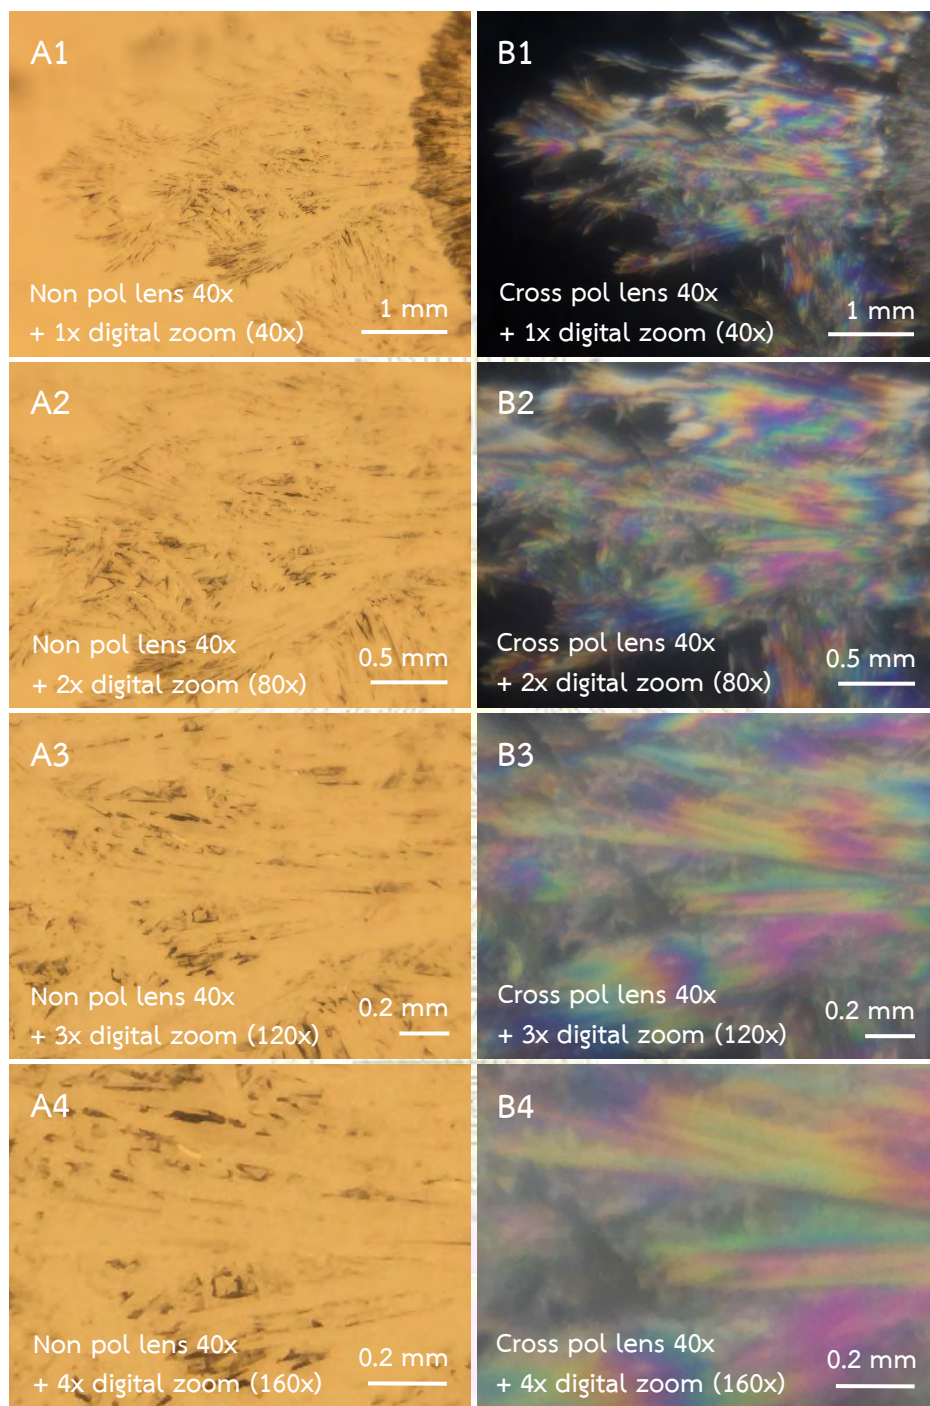 A1
Non pol lens 40x
+ 1x digital zoom (40x)
1 mm
B1
Cross pol lens 40x
+ 1x digital zoom (40x)
1 mm
A2
Non pol lens 40x
+ 2x digital zoom (80x)
0.5 mm
B2
Cross pol lens 40x
+ 2x digital zoom (80x)
0.5 mm
A3
Non pol lens 40x
+ 3x digital zoom (120x)
0.2 mm
B3
Cross pol lens 40x
+ 3x digital zoom (120x)
0.2 mm
A4
Non pol lens 40x
+ 4x digital zoom (160x)
0.2 mm
B4
Cross pol lens 40x
+ 4x digital zoom (160x)
0.2 mm